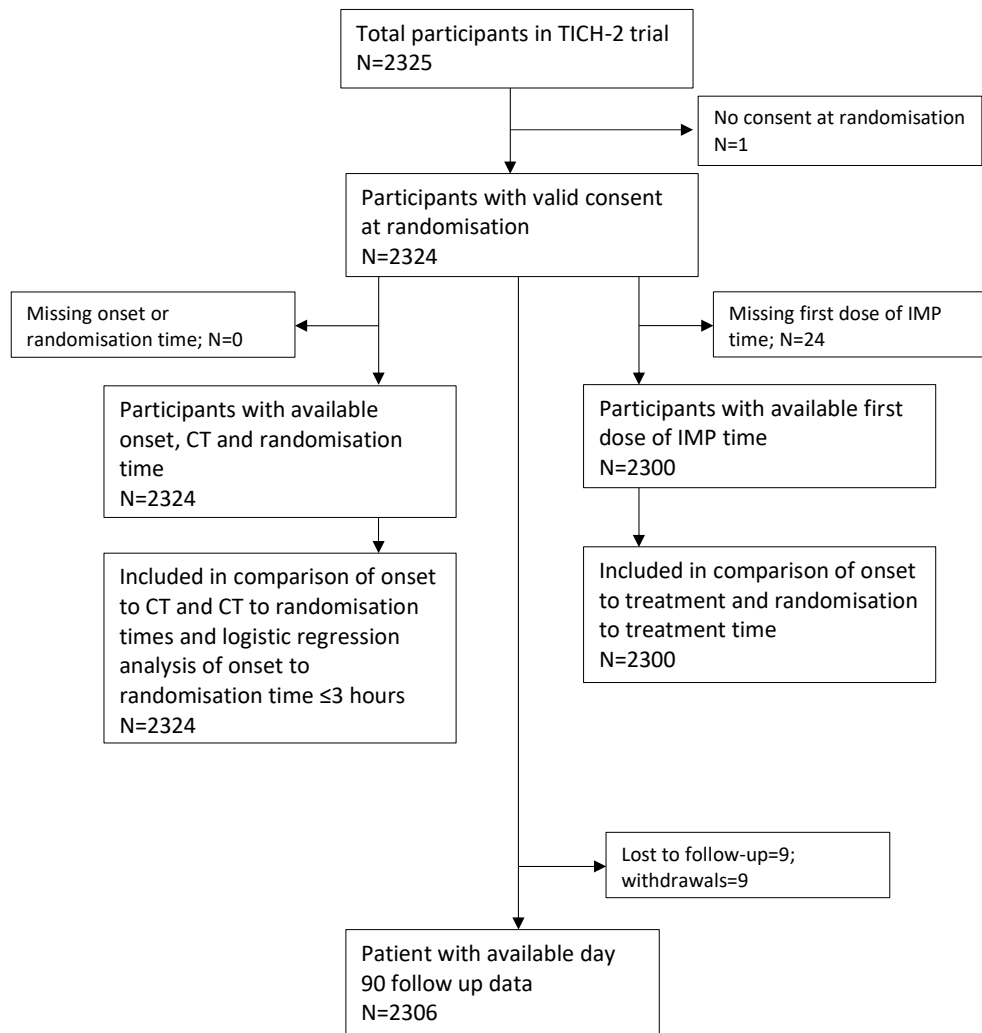 Total participants in TICH-2 trial
N=2325
No consent at randomisation
N=1
Participants with valid consent
at randomisation
N=2324
Missing onset or
randomisation time; N=0
Missing first dose of IMP
time; N=24
Participants with available
onset, CT and randomisation
time
N=2324
Participants with available first
dose of IMP time
N=2300
Included in comparison of onset
to CT and CT to randomisation
times and logistic regression
analysis of onset to
randomisation time ≤3 hours
N=2324
Included in comparison of onset
to treatment and randomisation
to treatment time
N=2300
Lost to follow-up=9;
withdrawals=9
Patient with available day
90 follow up data
N=2306